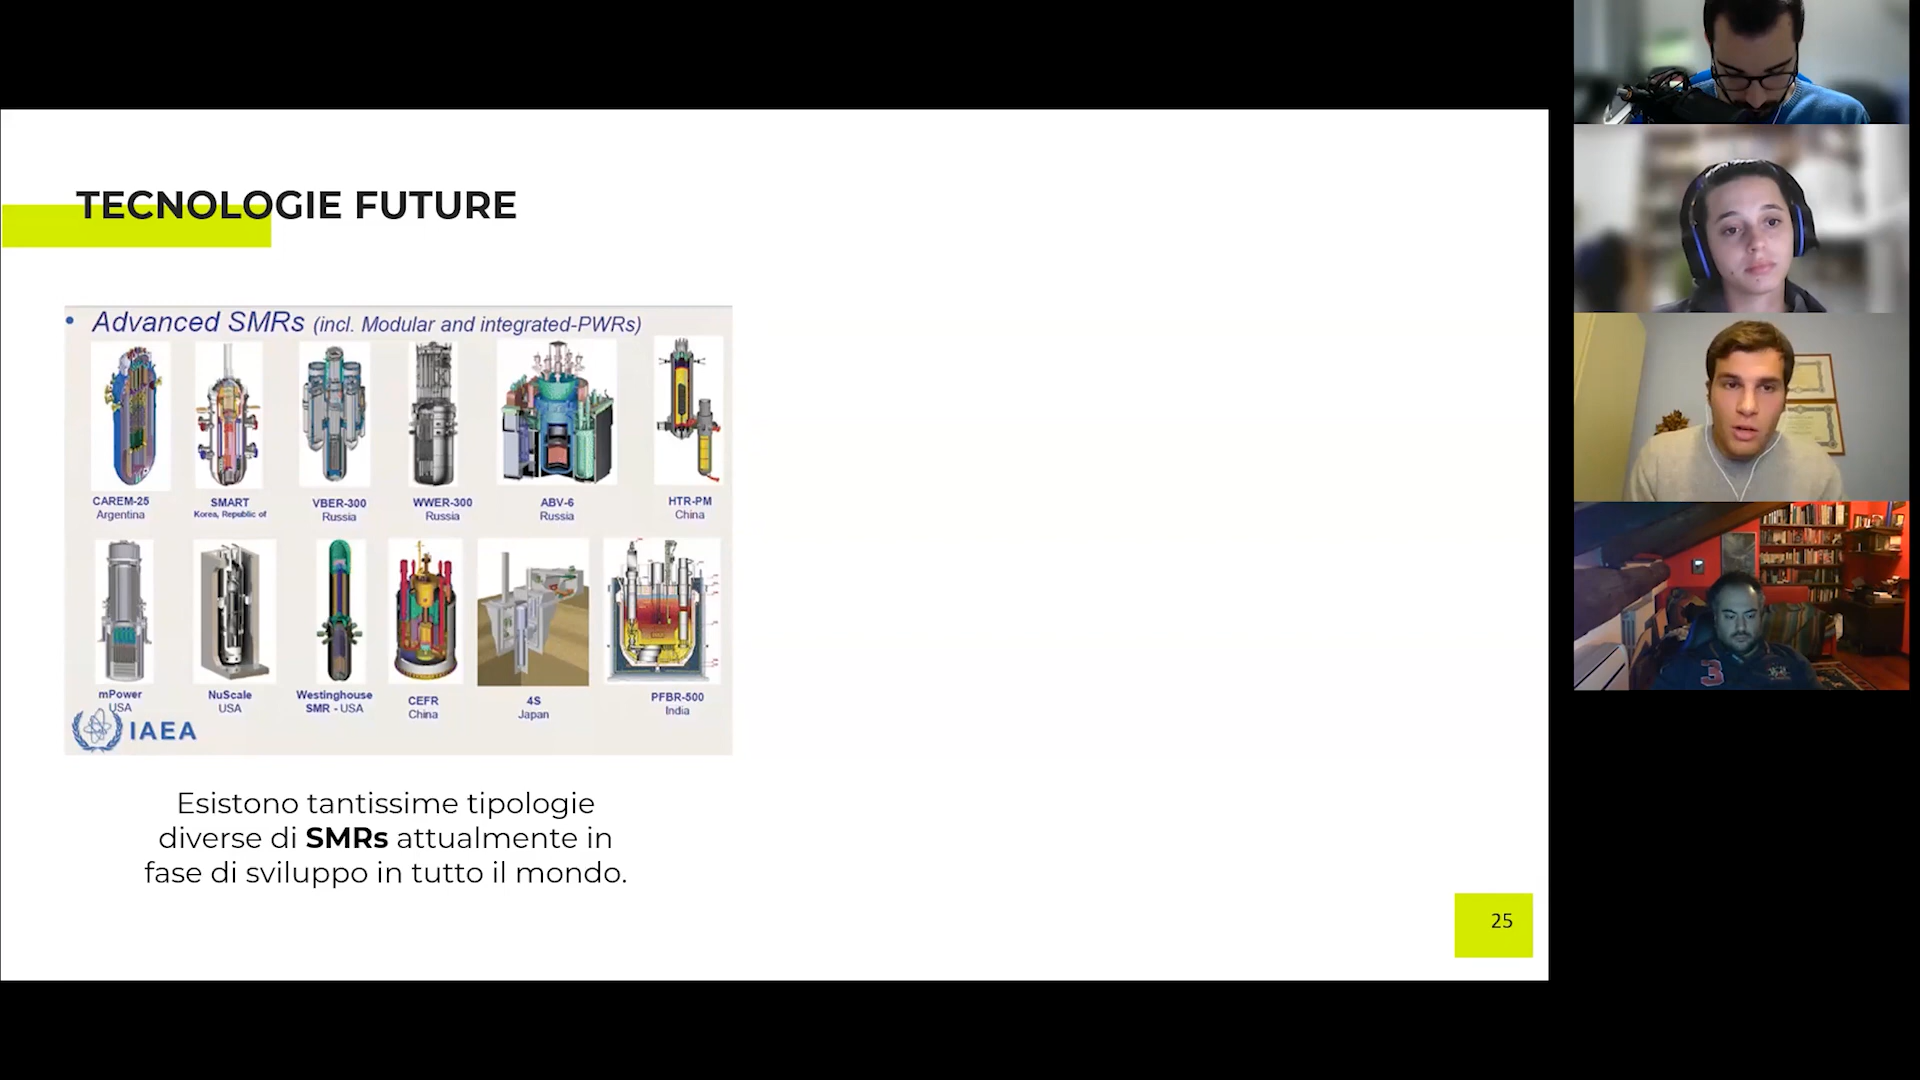 TECNOLOGIE FUTURE
• Advanced SMRs (incl. Modular and integrated-PWRs)
CAREM-25
Argentina
SMART
Korea, Republic of
VBER-300
Russia
WWER-300
Russia
ABV-6
Russia
HTR-PM
China
mPower
USA
NuScale
USA
Westinghouse
SMR - USA
CEFR
China
4S
Japan
PFBR-500
India
IAEA
Esistono tantissime tipologie
diverse di SMRs attualmente in
fase di sviluppo in tutto il mondo.
25
3